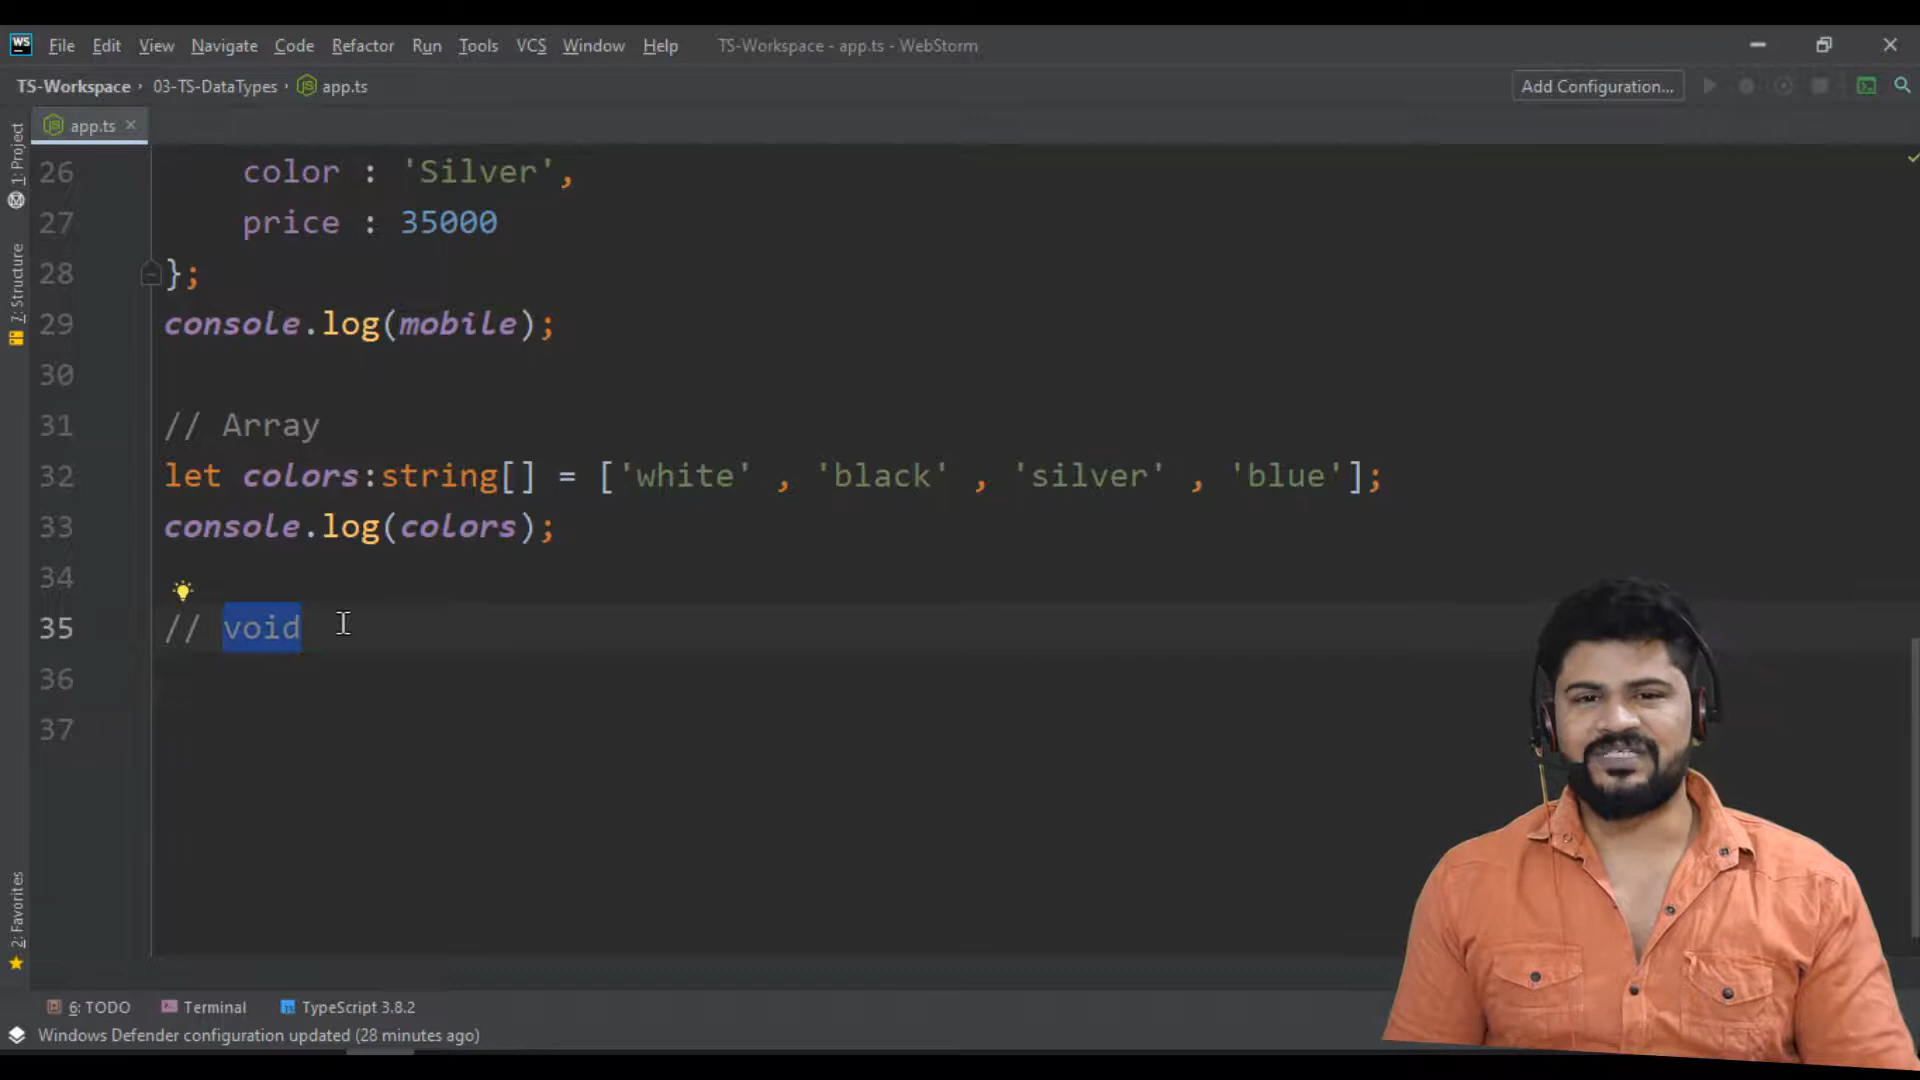 WS File Edit View Navigate Code Refactor Run Tools VCS Window Help TS-Workspace - app.ts - WebStorm
TS-Workspace 03-TS-DataTypes app.ts Add Configuration...
app.ts
1: Project
7: Structure
2: Favorites
26 color : 'Silver',
27 price : 35000
28 };
29 console.log(mobile);
30
31 // Array
32 let colors:string[] = ['white' , 'black' , 'silver' , 'blue'];
33 console.log(colors);
34
35 // void
36
37
6: TODO Terminal TypeScript 3.8.2
Windows Defender configuration updated (28 minutes ago)